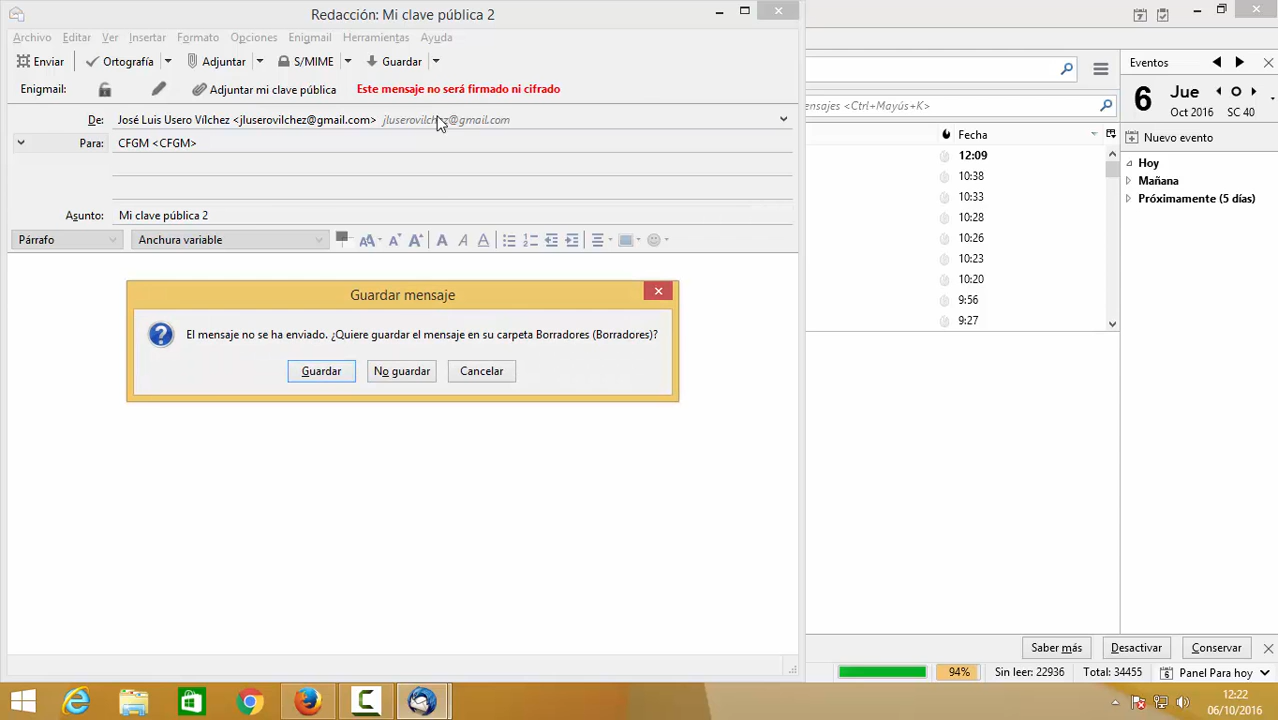 Redacción: Mi clave pública 2
Archivo Editar Ver Insertar Formato Opciones Enigmail Herramientas Ayuda
Enviar Ortografía Adjuntar S/MIME Guardar
Enigmail: Adjuntar mi clave pública Este mensaje no será firmado ni cifrado
De José Luis Usero Vílchez <jluserovilchez@gmail.com> jluserovilchez@gmail.com
Para: CFGM <CFGM>
Asunto: Mi clave pública 2
Párrafo Anchura variable
Guardar mensaje
El mensaje no se ha enviado. ¿Quiere guardar el mensaje en su carpeta Borradores (Borradores)?
Guardar No guardar Cancelar
ensajes <Ctrl+Mayús+K>
Fecha
12:09
10:38
10:33
10:28
10:26
10:23
10:20
9:56
9:27
Eventos
6 Jue
Oct 2016 SC 40
Nuevo evento
Hoy
Mañana
Próximamente (5 días)
Saber más Desactivar Conservar
94% Sin leer: 22936 Total: 34455 Panel Para hoy
12:22
06/10/2016